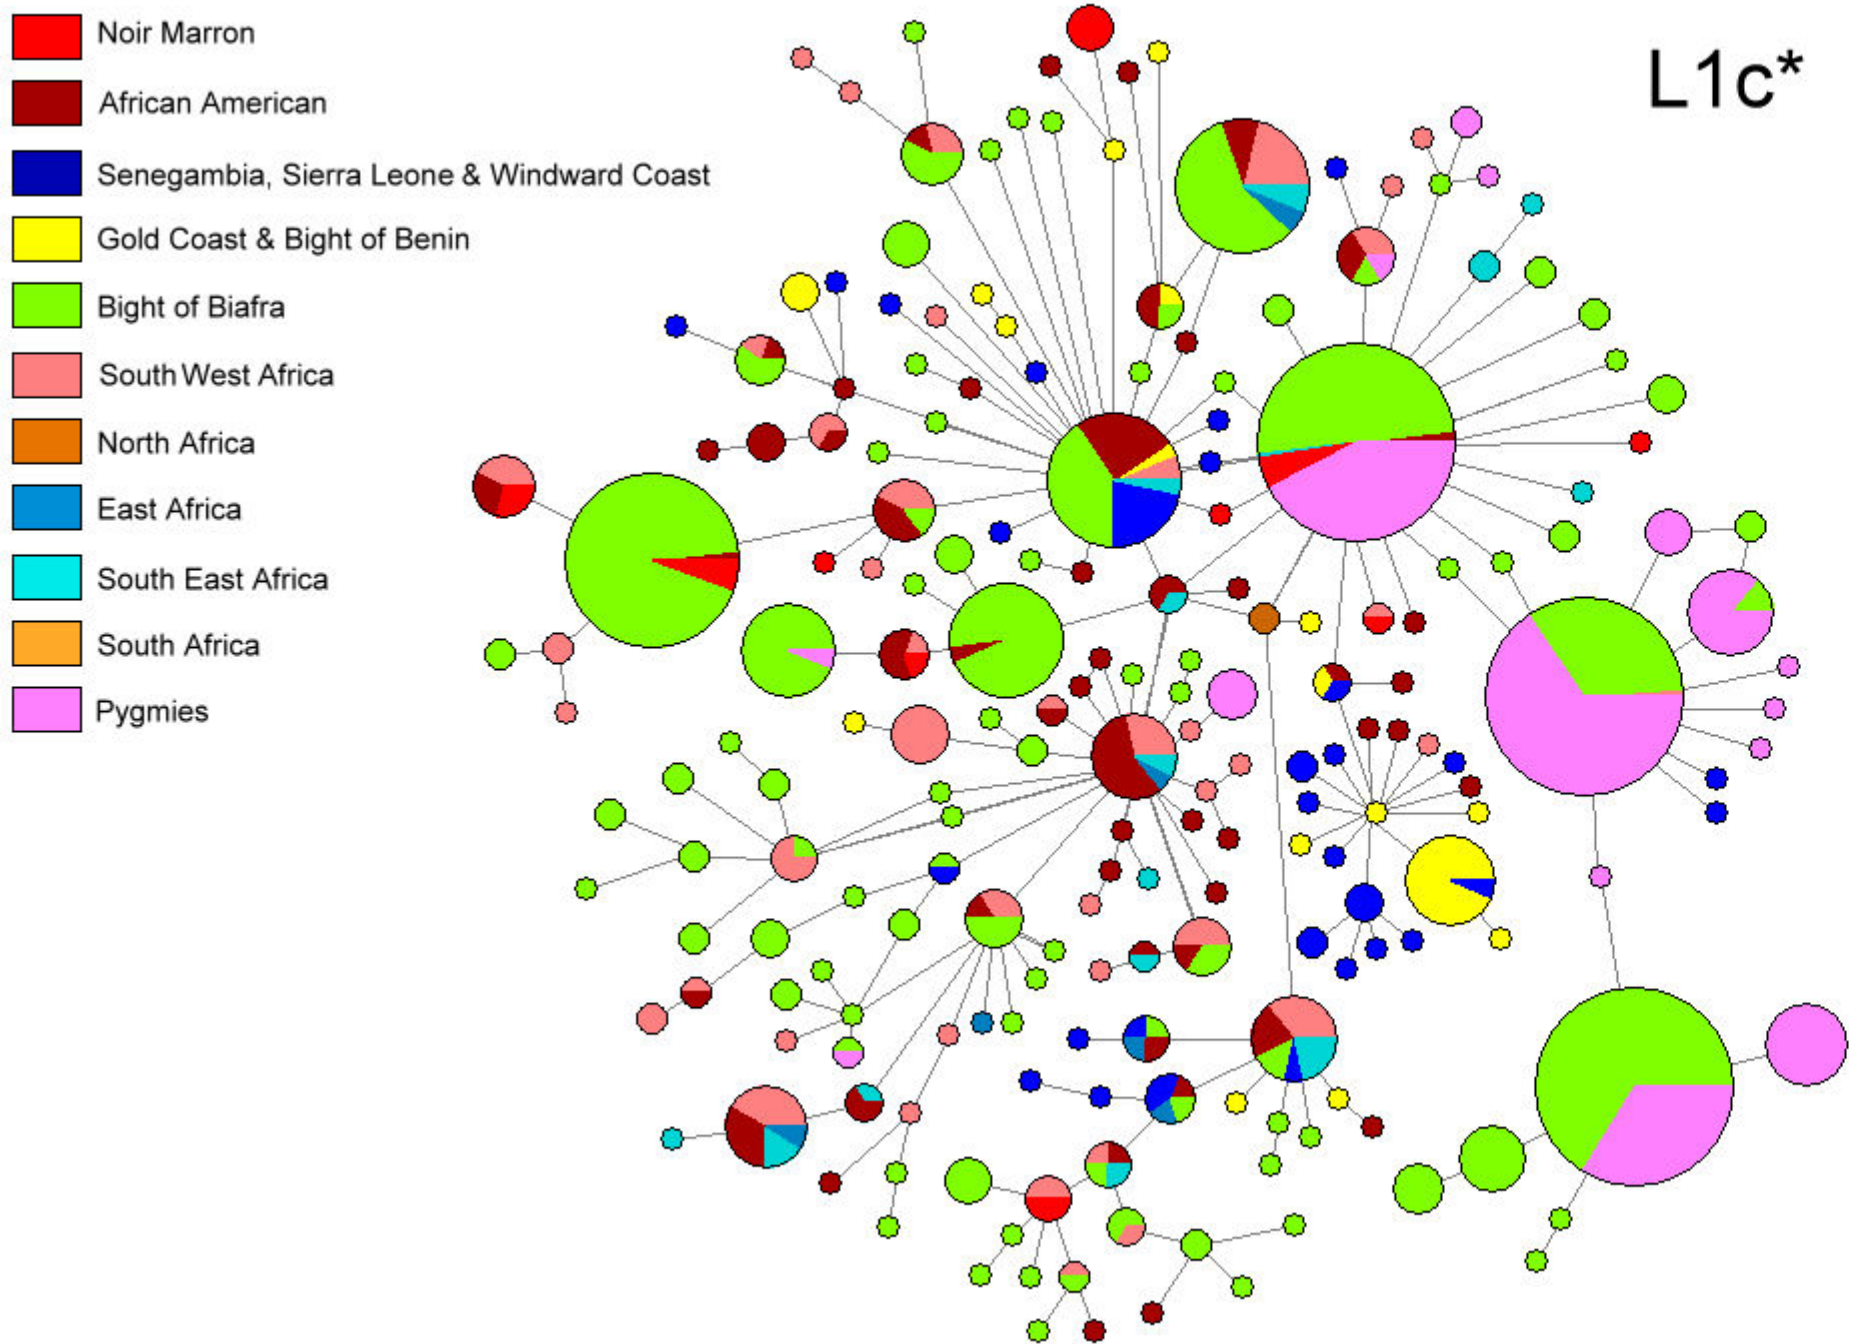 Noir Marron
African American
Senegambia, Sierra Leone & Windward Coast
Gold Coast & Bight of Benin
Bight of Biafra
South West Africa
North Africa
East Africa
South East Africa
South Africa
Pygmies
L1c*